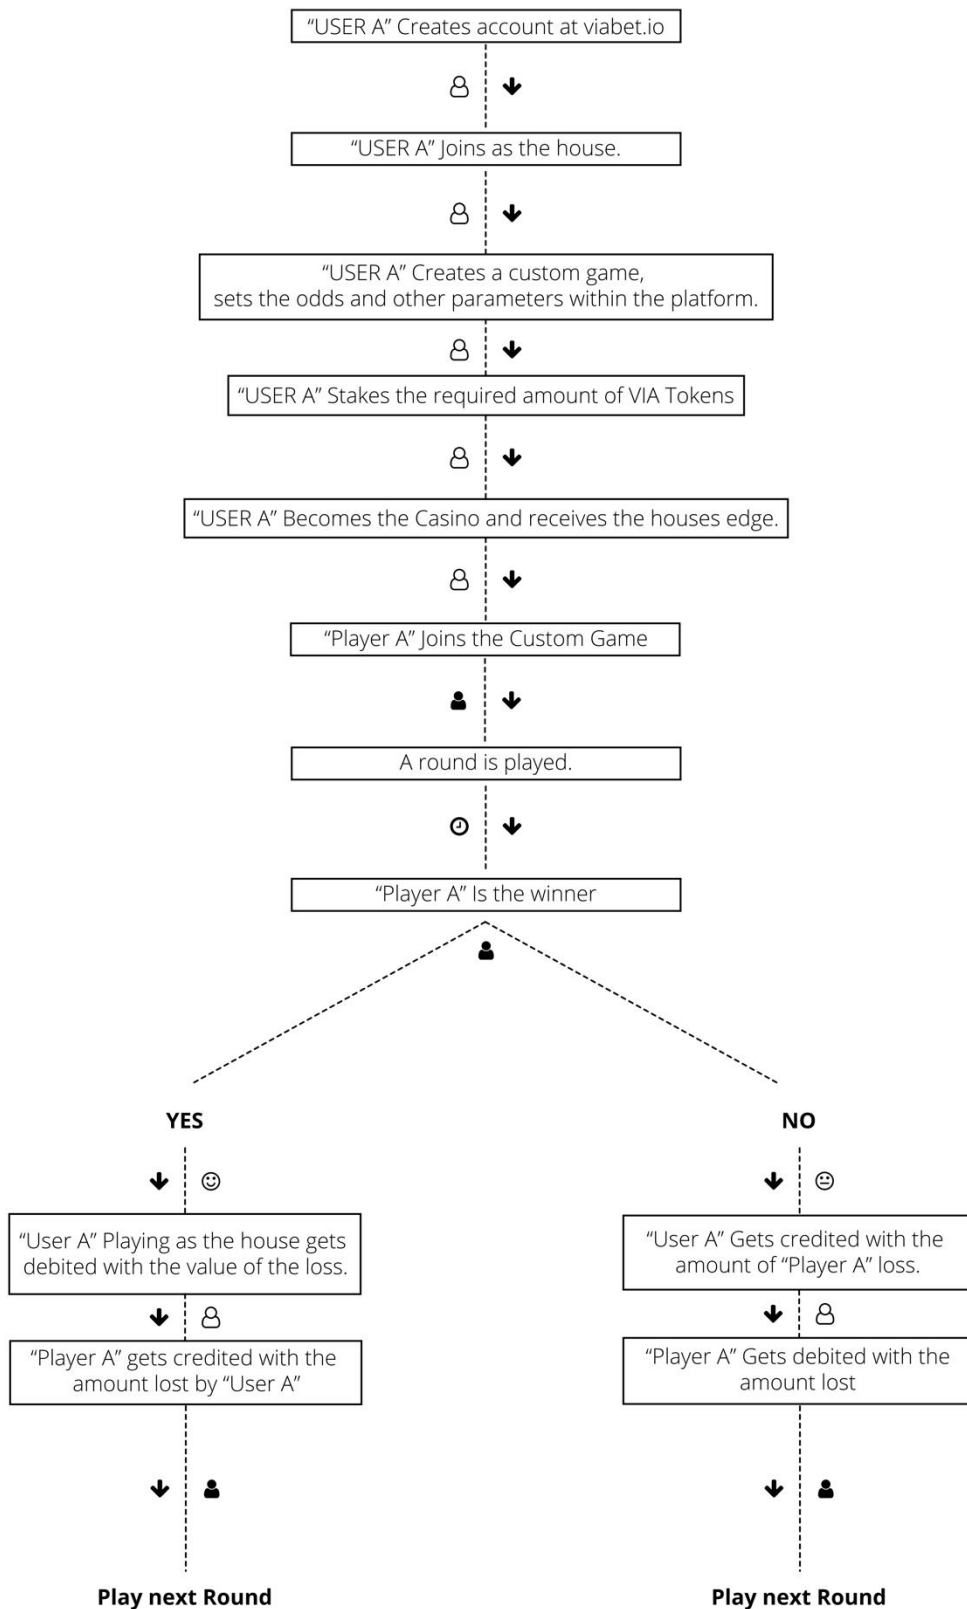 “USER A” Creates account at viabet.io
“USER A” Joins as the house.
“USER A” Creates a custom game,
sets the odds and other parameters within the platform.
“USER A” Stakes the required amount of VIA Tokens
“USER A” Becomes the Casino and receives the houses edge.
“Player A” Joins the Custom Game
A round is played.
“Player A” Is the winner
YES
“User A” Playing as the house gets
debited with the value of the loss.
“Player A” gets credited with the
amount lost by “User A”
Play next Round
NO
“User A” Gets credited with the
amount of “Player A” loss.
“Player A” Gets debited with the
amount lost
Play next Round